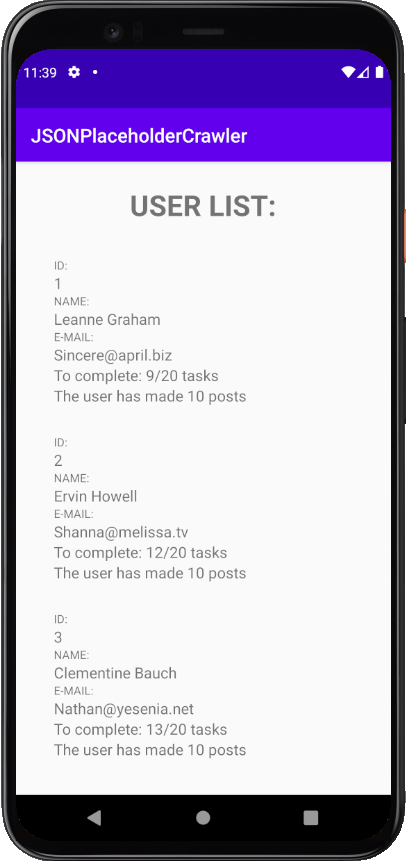 11:39
JSONPlaceholderCrawler
USER LIST:
ID:
1
NAME:
Leanne Graham
E-MAIL:
Sincere@april.biz
To complete: 9/20 tasks
The user has made 10 posts
ID:
2
NAME:
Ervin Howell
E-MAIL:
Shanna@melissa.tv
To complete: 12/20 tasks
The user has made 10 posts
ID:
3
NAME:
Clementine Bauch
E-MAIL:
Nathan@yesenia.net
To complete: 13/20 tasks
The user has made 10 posts